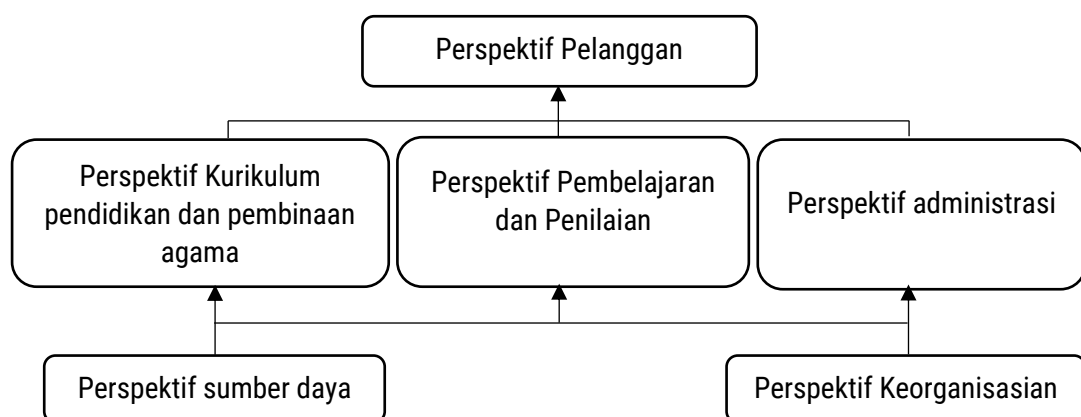 Perspektif Pelanggan
Perspektif Kurikulum
pendidikan dan pembinaan
agama
Perspektif Pembelajaran
dan Penilaian
Perspektif administrasi
Perspektif sumber daya
Perspektif Keorganisasian